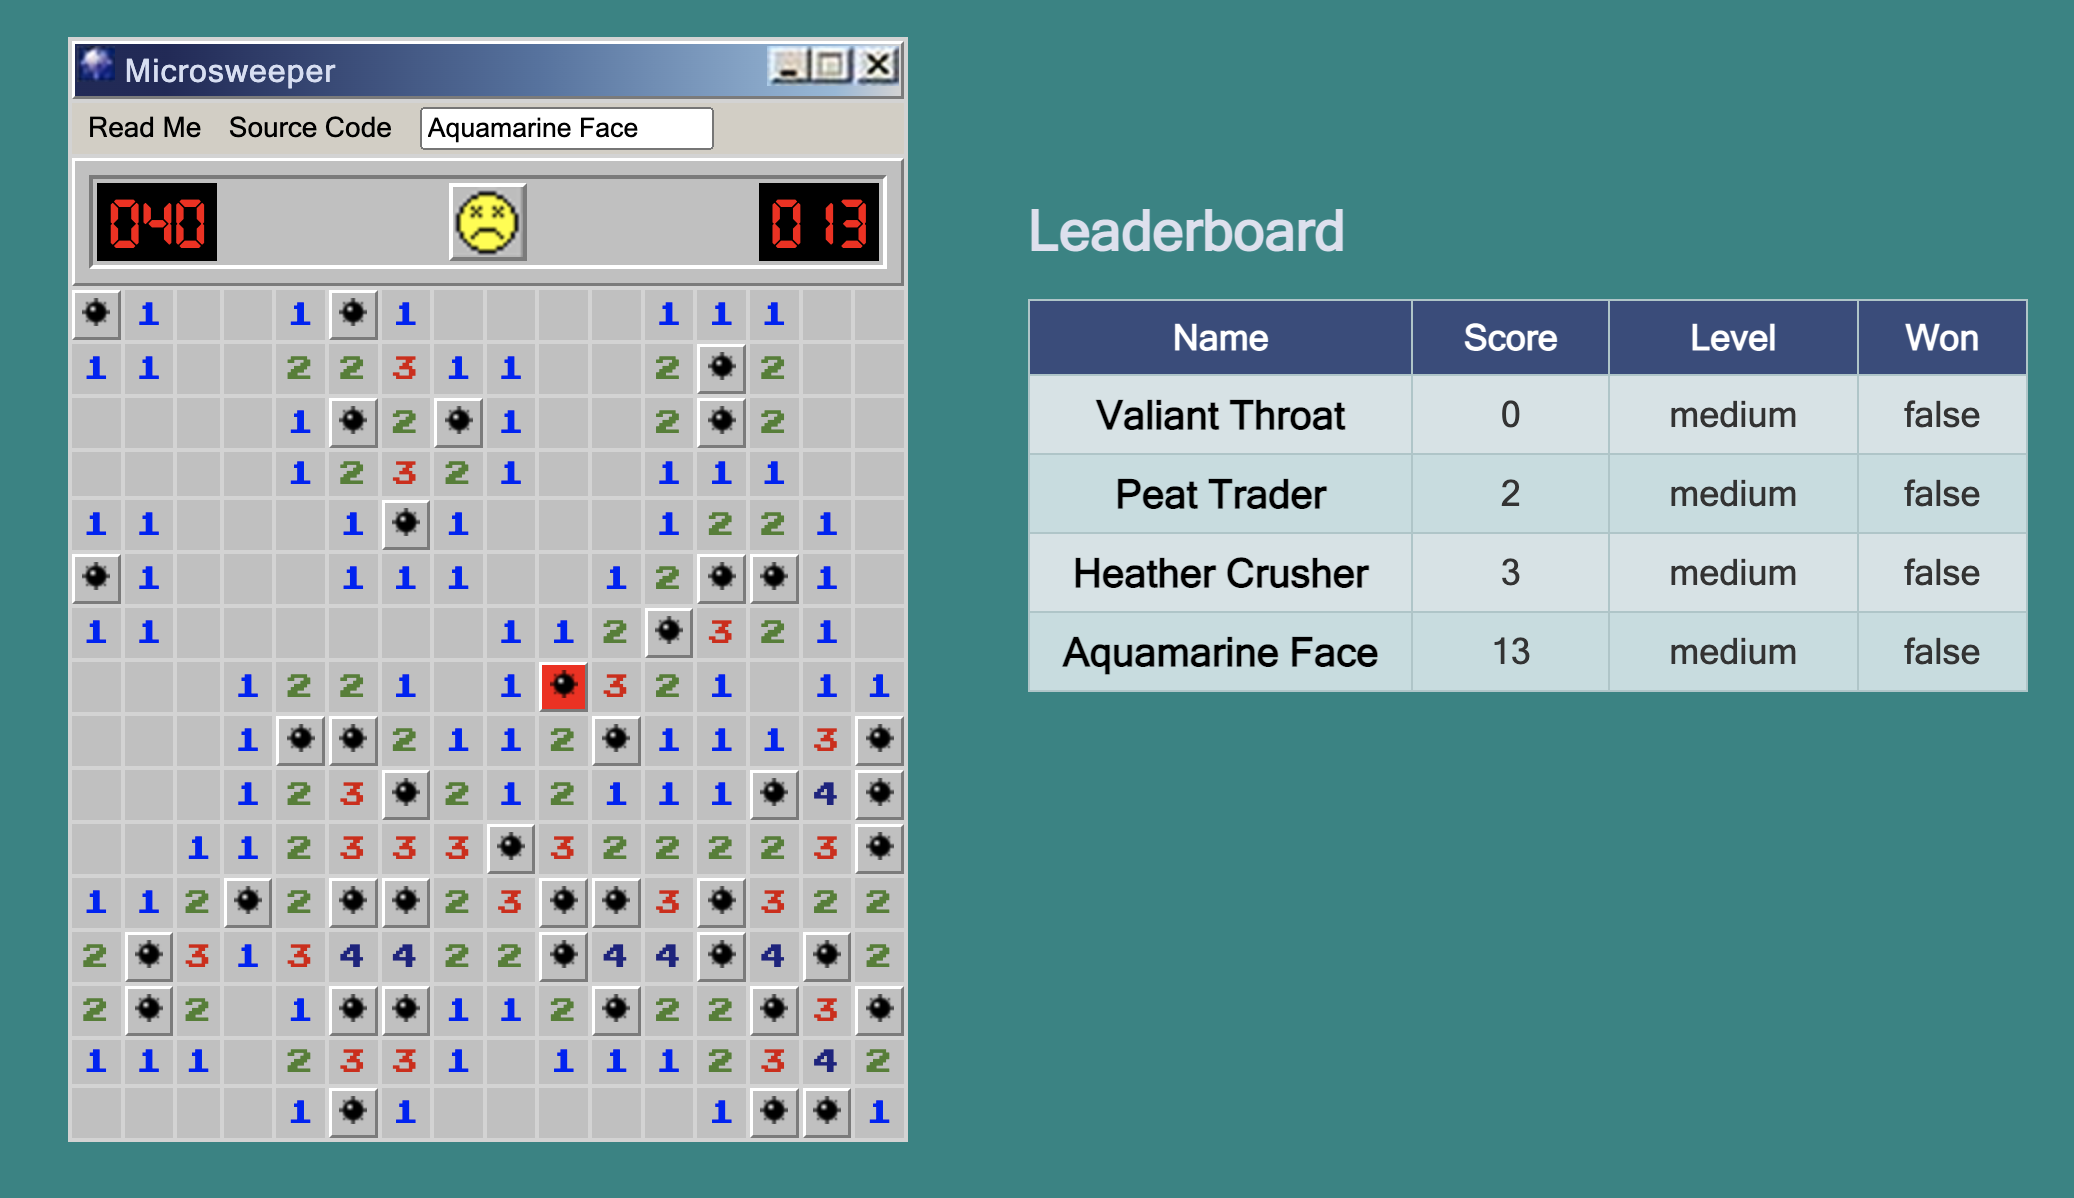 Microsweeper
Read Me Source Code Aquamarine Face
040 013
1 1 1 1 1 1
1 1 2 2 3 1 1 2 2
1 2 1 2 2
1 2 3 2 1 1 1 1
1 1 1 1 1 2 2 1
1 1 1 1 1 2 1
1 1 1 1 2 3 2 1
1 2 2 1 1 3 2 1 1 1
1 2 1 1 2 1 1 1 3
1 2 3 2 1 2 1 1 1 4
1 1 2 3 3 3 3 2 2 2 2 3
1 1 2 2 2 3 3 3 2 2
2 3 1 3 4 4 2 2 4 4 4 2
2 2 1 1 1 2 2 2 3
1 1 1 2 3 3 1 1 1 1 2 3 4 2
1 1 1 1
Leaderboard
Name Score Level Won
Valiant Throat 0 medium false
Peat Trader 2 medium false
Heather Crusher 3 medium false
Aquamarine Face 13 medium false